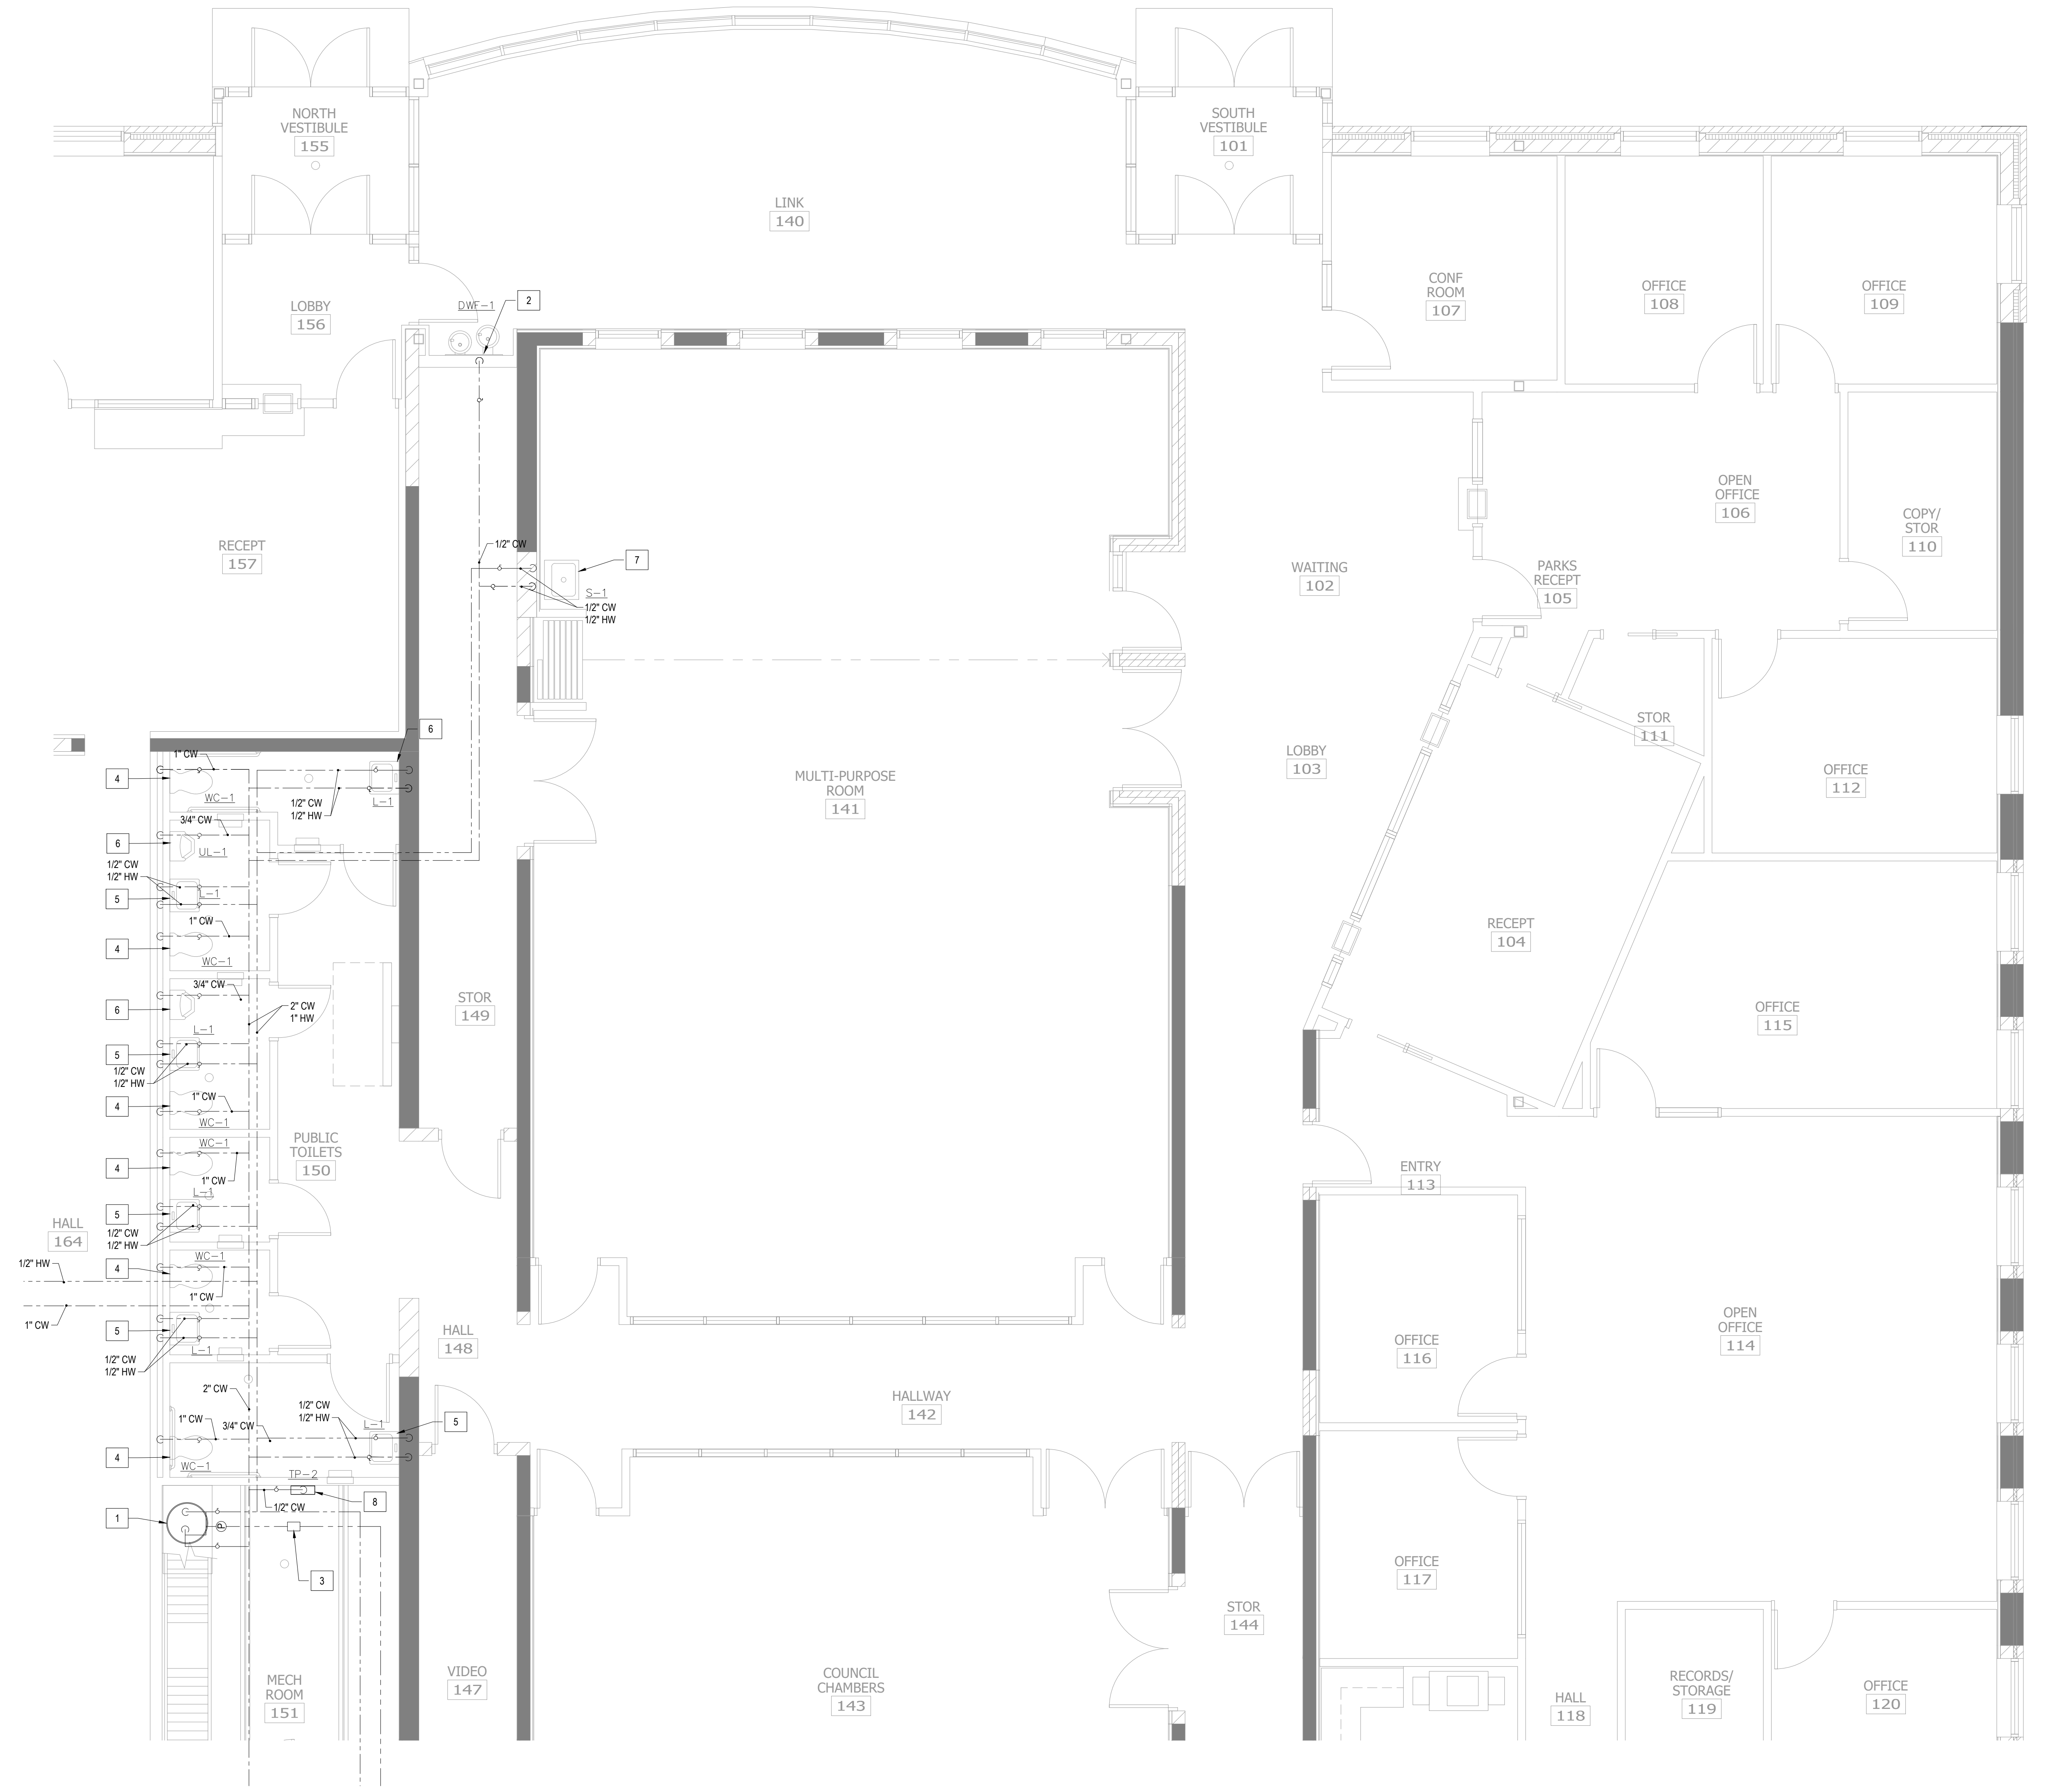 NORTH
VESTIBULE
155
SOUTH
VESTIBULE
101
LINK
140
LOBBY
156
DWF-1
2
CONF
ROOM
107
OFFICE
108
OFFICE
109
RECEPT
157
1/2" CW
7
S-1
1/2" CW
1/2" HW
WAITING
102
OPEN
OFFICE
106
COPY/
STOR
110
PARKS
RECEPT
105
STOR
111
LOBBY
103
OFFICE
112
MULTI-PURPOSE
ROOM
141
6
1" CW
4
WC-1
1/2" CW
1/2" HW
L-1
3/4" CW
6
UL-1
1/2" CW
1/2" HW
5
L-1
1" CW
4
WC-1
3/4" CW
6
2" CW
1" HW
STOR
149
RECEPT
104
OFFICE
115
L-1
5
1/2" CW
1/2" HW
1" CW
4
WC-1
WC-1
4
1" CW
PUBLIC
TOILETS
150
ENTRY
113
L-1
5
1/2" CW
1/2" HW
HALL
164
1/2" HW
WC-1
4
1" CW
1" CW
5
1/2" CW
1/2" HW
L-1
HALL
148
OFFICE
116
OPEN
OFFICE
114
HALLWAY
142
2" CW
1" CW
3/4" CW
1/2" CW
1/2" HW
L-1
5
4
WC-1
TP-2
8
1/2" CW
1
3
OFFICE
117
STOR
144
MECH
ROOM
151
VIDEO
147
COUNCIL
CHAMBERS
143
HALL
118
RECORDS/
STORAGE
119
OFFICE
120